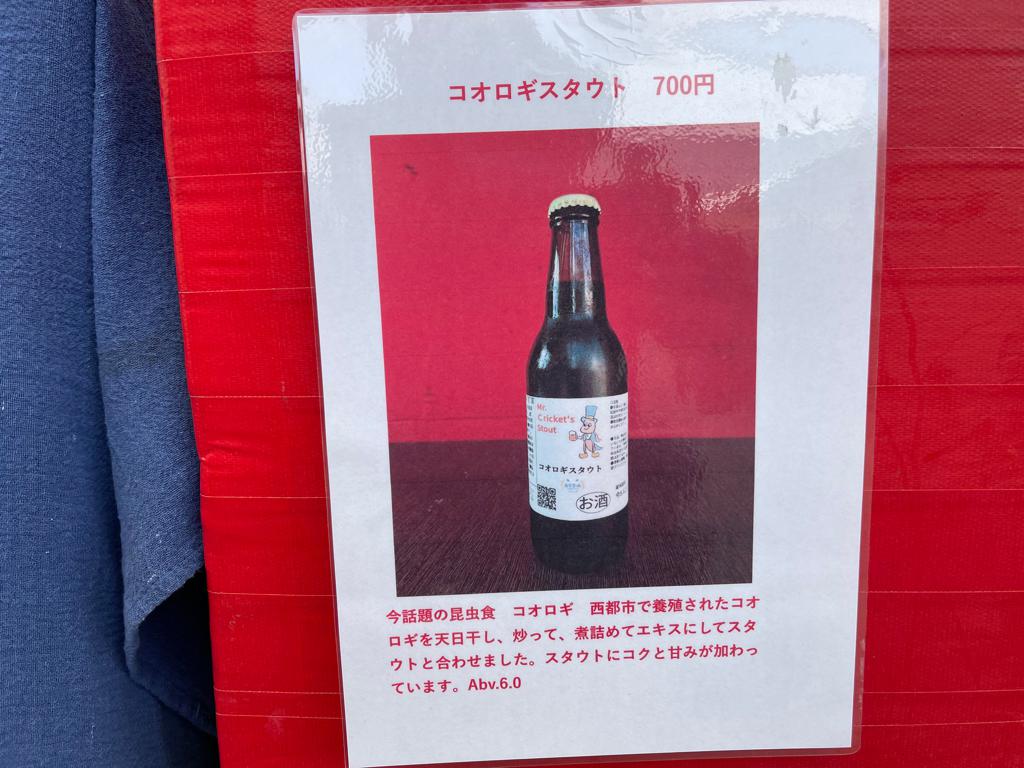 コオロギスタウト　700円
Mr.
Cricket's
Stout
コオロギスタウト
お酒
今話題の昆虫食　コオロギ　西都市で養殖されたコオ
ロギを天日干し、炒って、煮詰めてエキスにしてスタ
ウトと合わせました。スタウトにコクと甘みが加わっ
ています。Abv.6.0